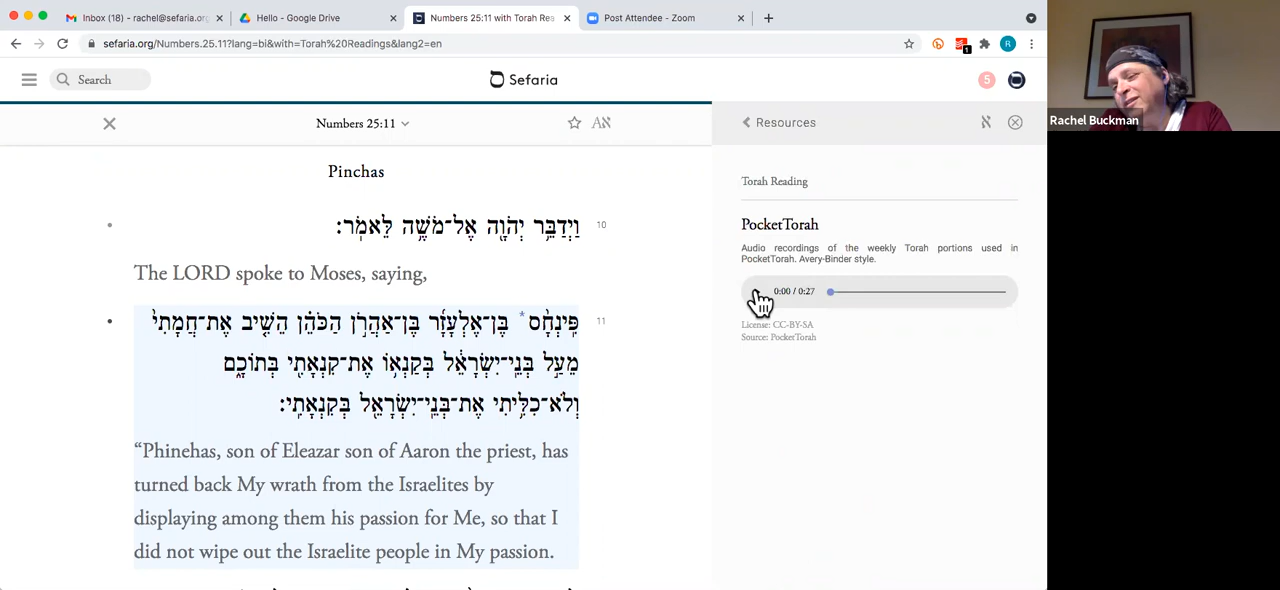 Inbox (18) - rachel@sefaria.org
Hello - Google Drive
Numbers 25:11 with Torah Rea
Post Attendee - Zoom
sefaria.org/Numbers.25.11?lang=bi&with=Torah%20Readings&lang2=en
1
R
Search
Sefaria
5
Numbers 25:11
Aא
Resources
א
Pinchas
וַיְדַבֵּ֥ר יְהֹוָ֖ה אֶל־מֹשֶׁ֥ה לֵּאמֹֽר׃
10
The LORD spoke to Moses, saying,
פִּֽינְחָ֨ס * בֶּן־אֶלְעָזָ֜ר בֶּן־אַהֲרֹ֣ן הַכֹּהֵ֗ן הֵשִׁ֤יב אֶת־חֲמָתִי֙
11
מֵעַ֣ל בְּנֵֽי־יִשְׂרָאֵ֔ל בְּקַנְא֥וֹ אֶת־קִנְאָתִ֖י בְּתוֹכָ֑ם
וְלֹא־כִלִּ֥יתִי אֶת־בְּנֵֽי־יִשְׂרָאֵ֖ל בְּקִנְאָתִֽי׃
“Phinehas, son of Eleazar son of Aaron the priest, has
turned back My wrath from the Israelites by
displaying among them his passion for Me, so that I
did not wipe out the Israelite people in My passion.
Torah Reading
PocketTorah
Audio recordings of the weekly Torah portions used in
PocketTorah. Avery-Binder style.
0:00 / 0:27
License: CC-BY-SA
Source: PocketTorah
Rachel Buckman